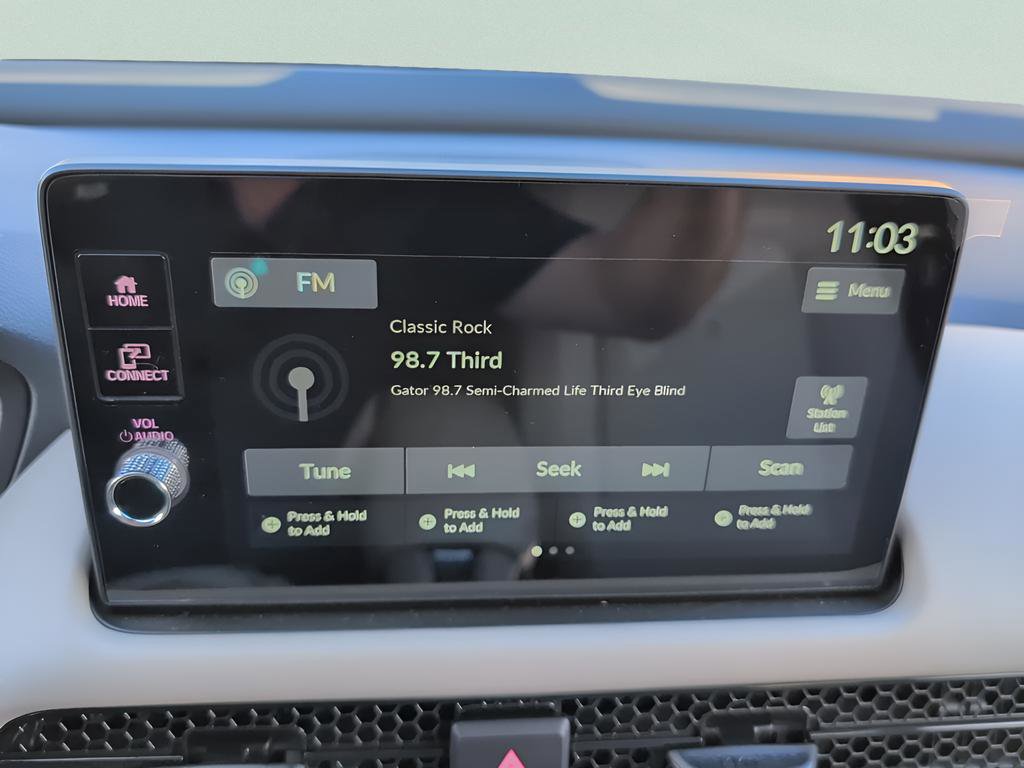 11:03
HOME
FM
Menu
Classic Rock
98.7 Third
Gator 98.7 Semi-Charmed Life Third Eye Blind
CONNECT
Station
List
VOL
AUDIO
Tune
Seek
Scan
Press & Hold
to Add
Press & Hold
to Add
Press & Hold
to Add
Press & Hold
to Add